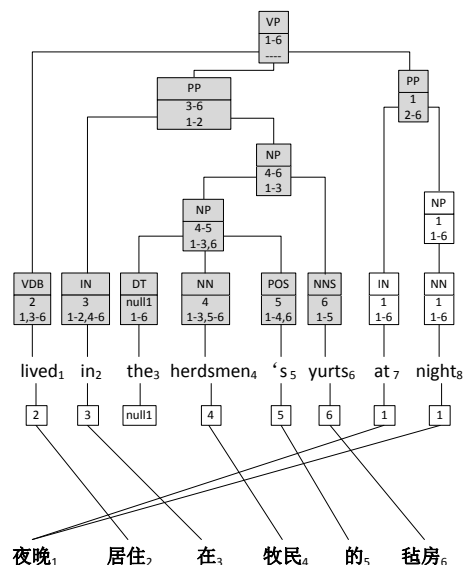 VP
1-6
----
PP
3-6
1-2
PP
1
2-6
NP
4-6
1-3
NP
4-5
1-3,6
NP
1
1-6
VDB IN DT NN POS NNS IN NN
2 3 null1 4 5 6 1 1
1,3-6 1-2,4-6 1-6 1-3,5-6 1-4,6 1-5 1-6 1-6
lived1 in2 the3 herdsmen4 's5 yurts6 at7 night8
2 3 null1 4 5 6 1 1
夜晚1 居住2 在3 牧民4 的5 毡房6